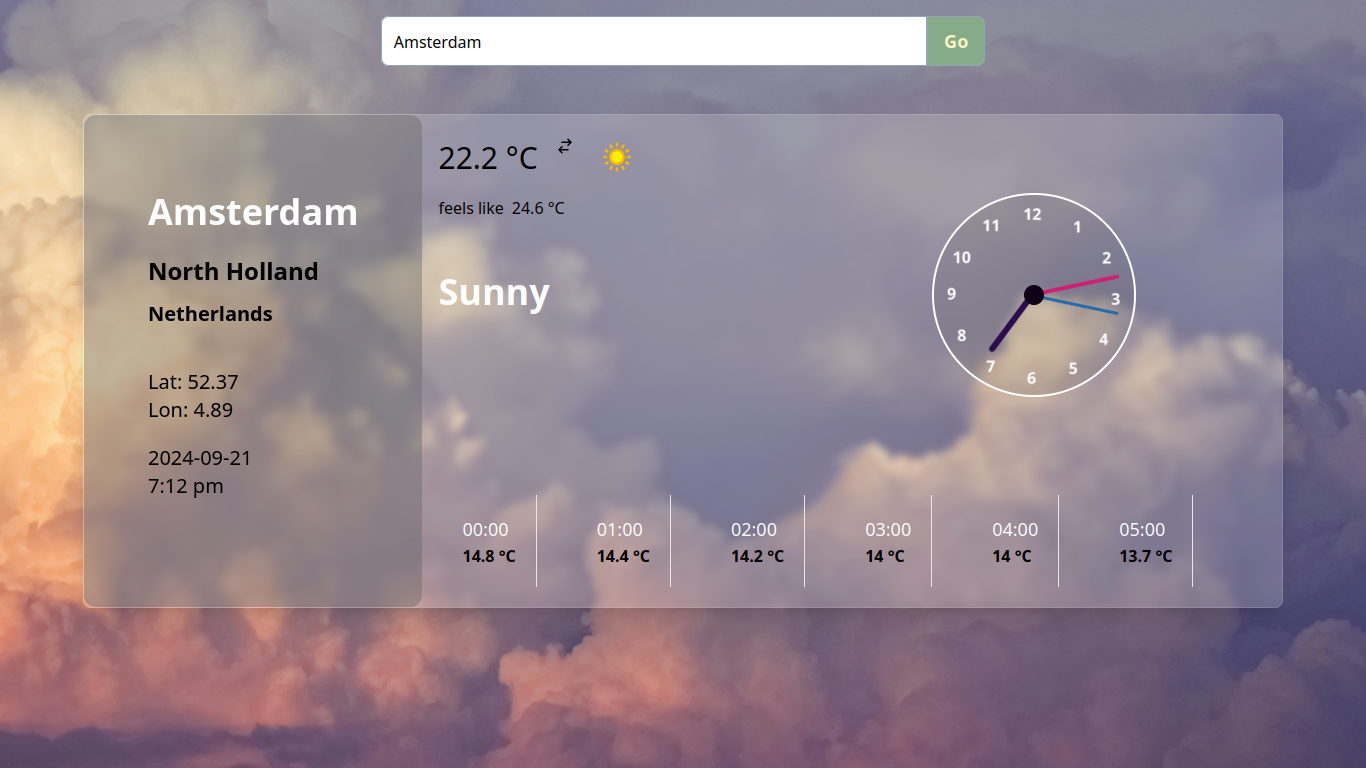 Amsterdam
Go
Amsterdam
North Holland
Netherlands
Lat: 52.37
Lon: 4.89
2024-09-21
7:12 pm
22.2 °C
feels like 24.6 °C
Sunny
12
1
2
3
4
5
6
7
8
9
10
11
00:00
14.8 °C
01:00
14.4 °C
02:00
14.2 °C
03:00
14 °C
04:00
14 °C
05:00
13.7 °C